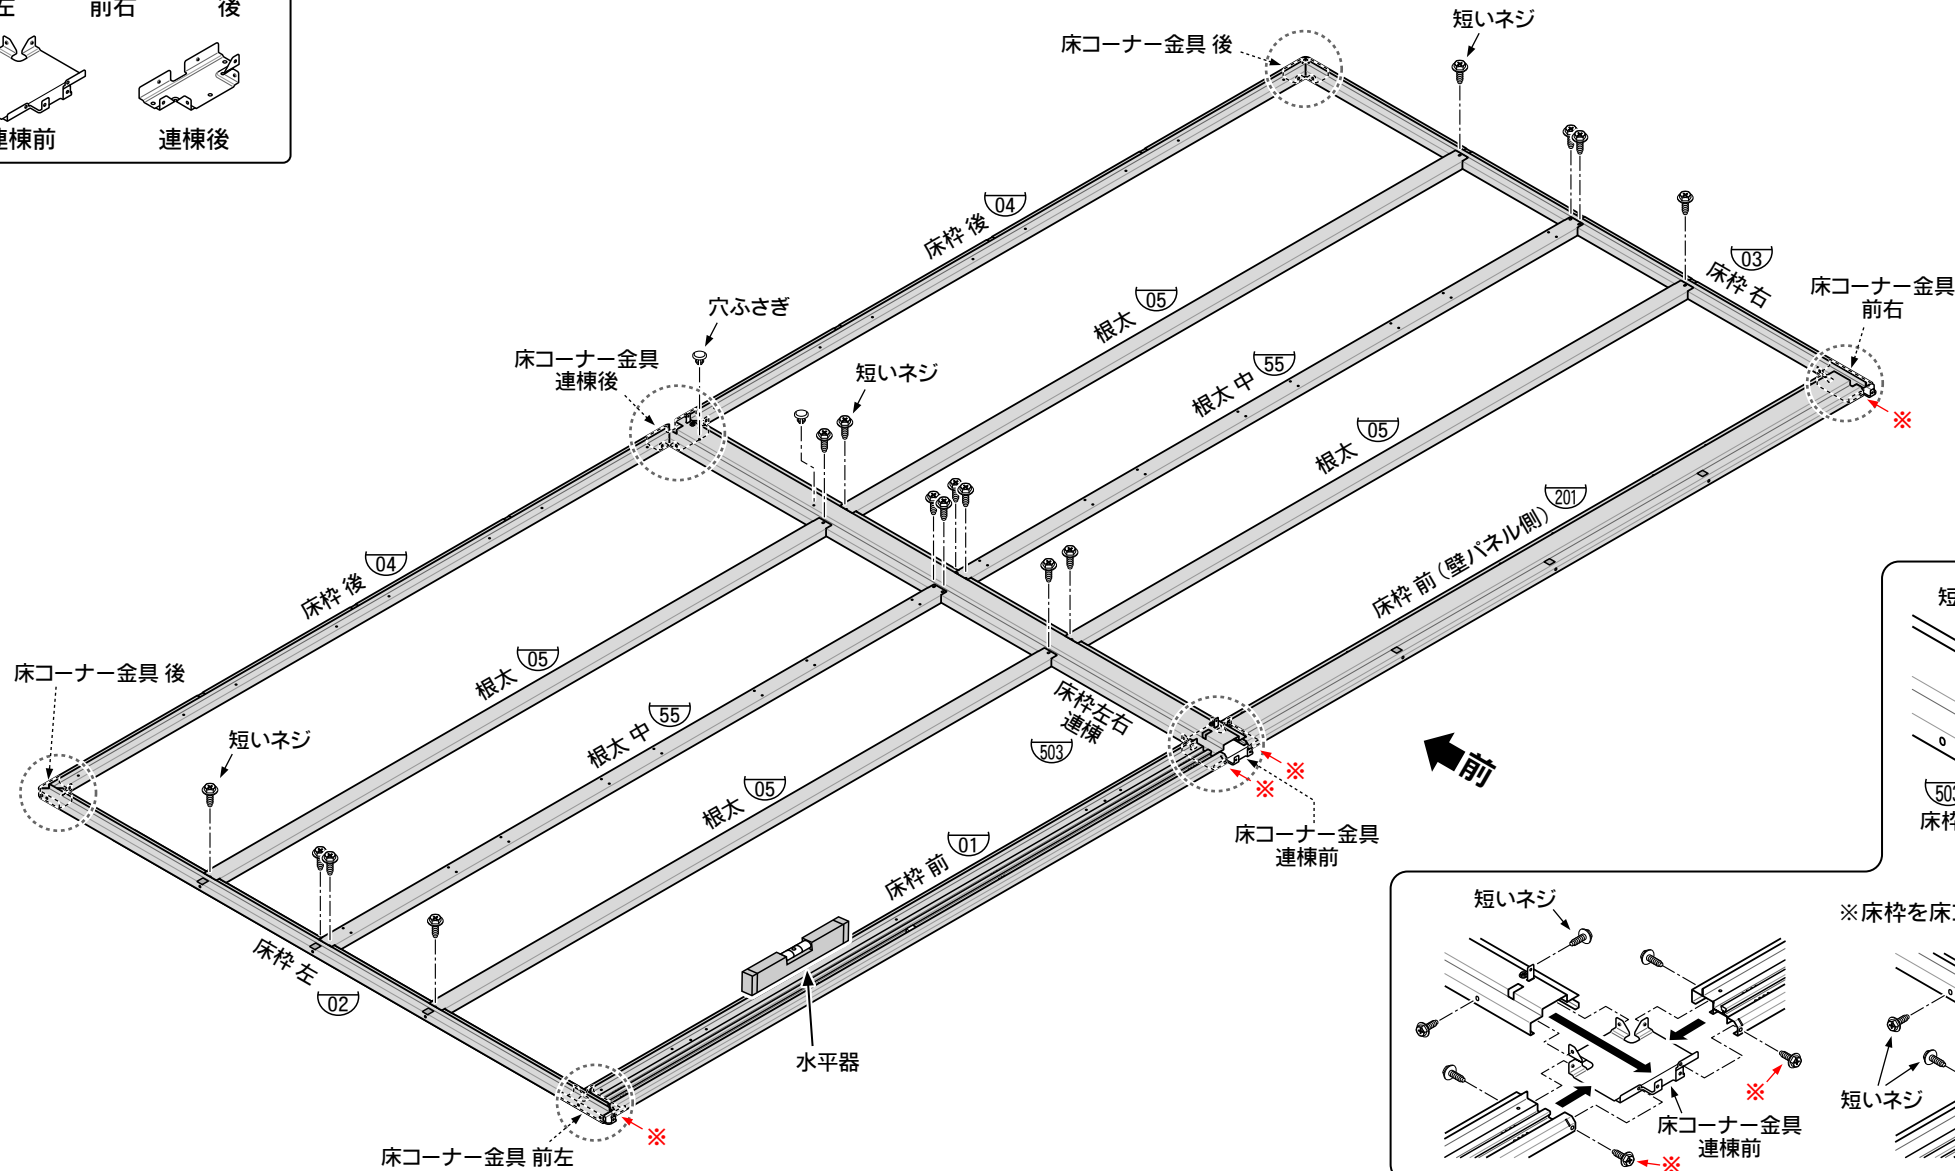 左
前右
後
連棟前
連棟後
床コーナー金具 後
短いネジ
床枠 後
04
03
床枠 右
床コーナー金具
前右
※
根太
05
穴ふさぎ
床コーナー金具
連棟後
短いネジ
根太 中
55
根太
05
床枠 前（壁パネル側）
201
床枠 後
04
床コーナー金具 後
根太
05
短いネジ
根太 中
55
床枠左右
連棟
503
根太
05
※
※
前
床コーナー金具
連棟前
床枠 前
01
床枠 左
02
水平器
床コーナー金具 前左
※
短
503
床枠
短いネジ
※床枠を床コ
※
短いネジ
床コーナー金具
連棟前
※